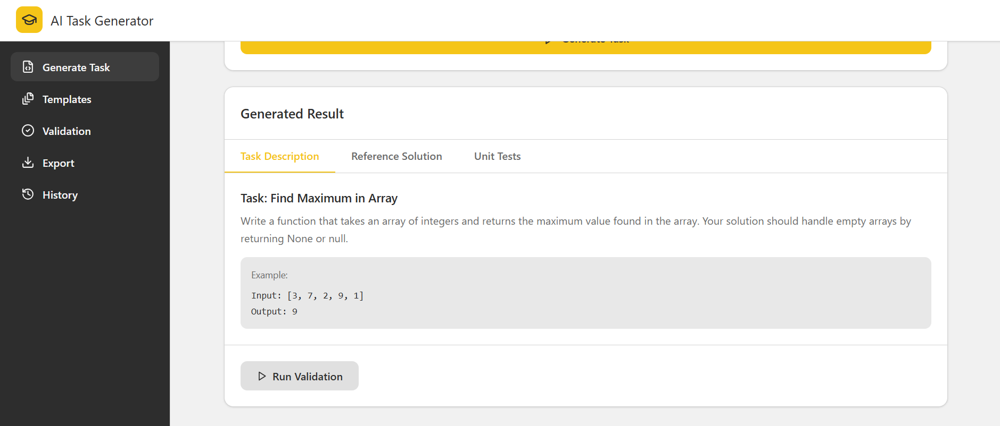 AI Task Generator
Generate Task
Generate Task
Templates
Validation
Export
History
Generated Result
Task Description
Reference Solution
Unit Tests
Task: Find Maximum in Array
Write a function that takes an array of integers and returns the maximum value found in the array. Your solution should handle empty arrays by
returning None or null.
Example:
Input: [3, 7, 2, 9, 1]
Output: 9
Run Validation